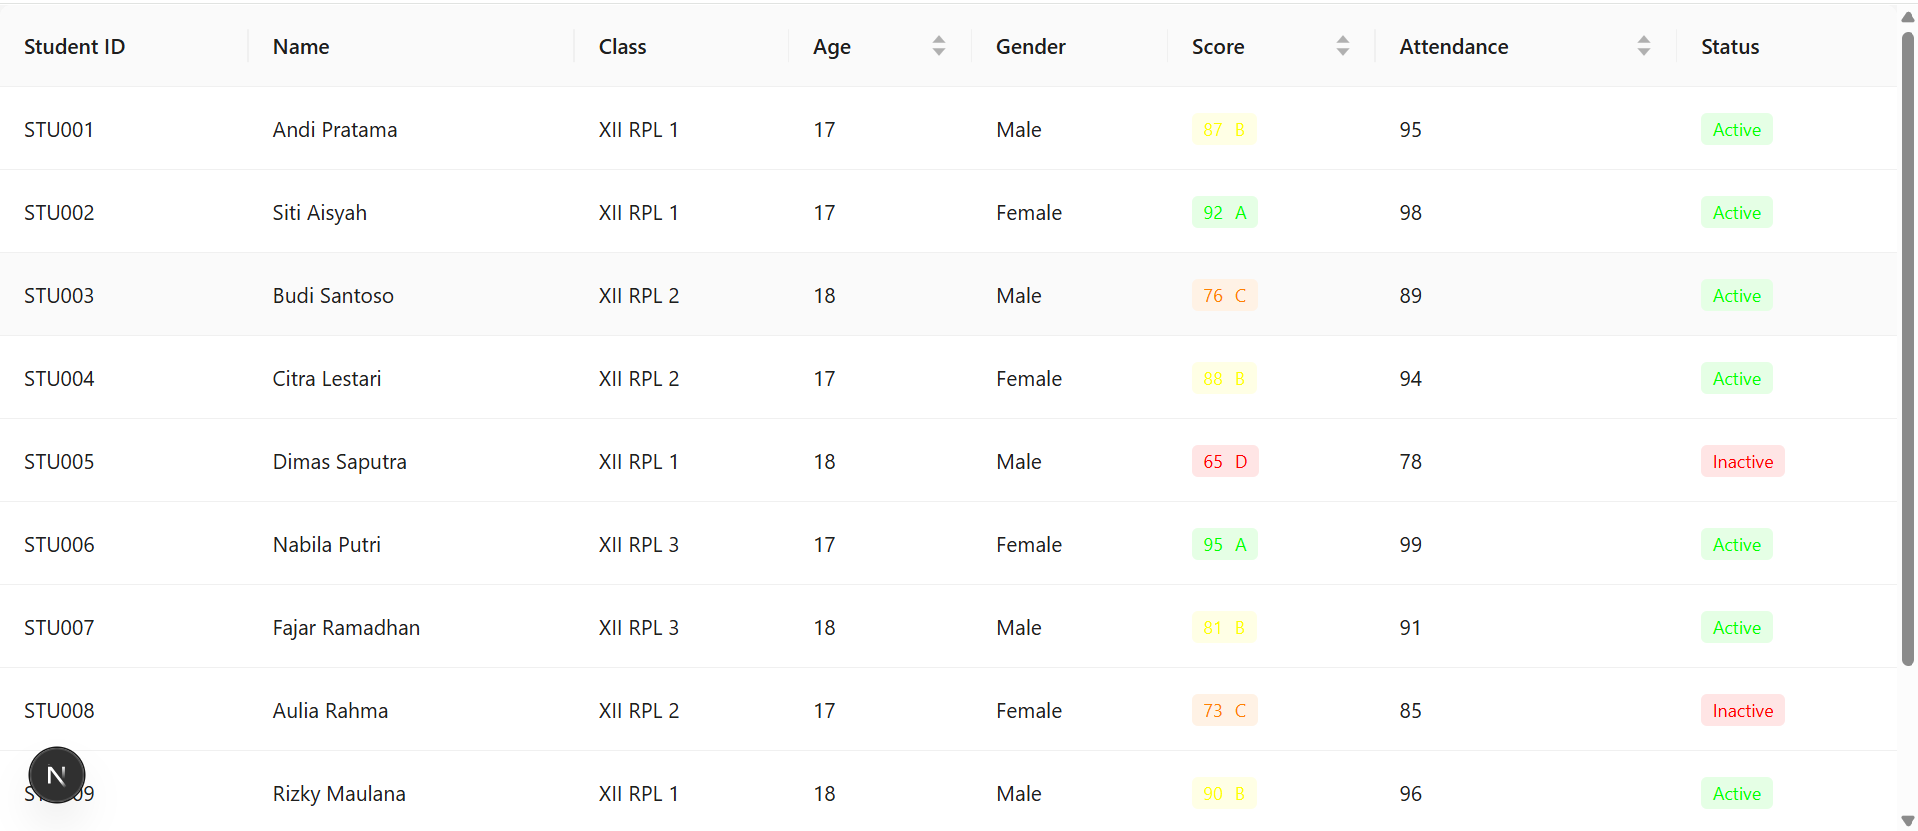 Student ID Name Class Age Gender Score Attendance Status
STU001 Andi Pratama XII RPL 1 17 Male 87 B 95 Active
STU002 Siti Aisyah XII RPL 1 17 Female 92 A 98 Active
STU003 Budi Santoso XII RPL 2 18 Male 76 C 89 Active
STU004 Citra Lestari XII RPL 2 17 Female 88 B 94 Active
STU005 Dimas Saputra XII RPL 1 18 Male 65 D 78 Inactive
STU006 Nabila Putri XII RPL 3 17 Female 95 A 99 Active
STU007 Fajar Ramadhan XII RPL 3 18 Male 81 B 91 Active
STU008 Aulia Rahma XII RPL 2 17 Female 73 C 85 Inactive
N
Rizky Maulana XII RPL 1 18 Male 90 B 96 Active